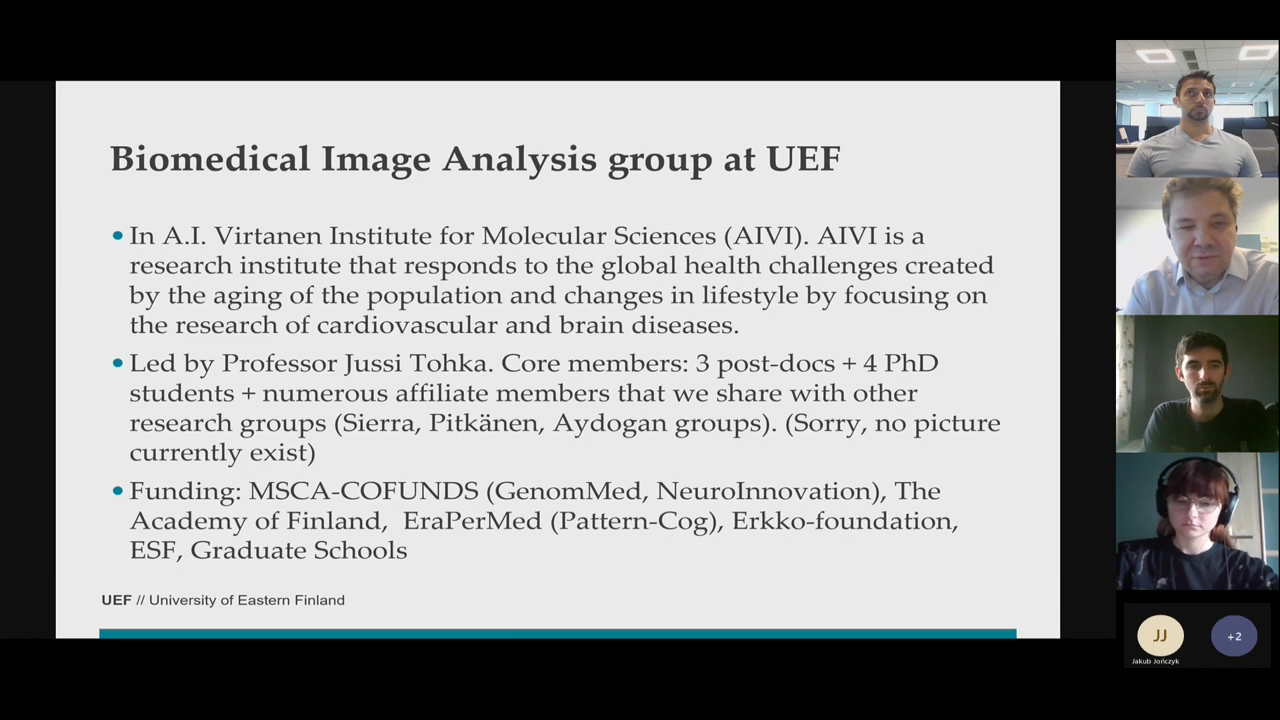 Biomedical Image Analysis group at UEF
• In A.I. Virtanen Institute for Molecular Sciences (AIVI). AIVI is a
research institute that responds to the global health challenges created
by the aging of the population and changes in lifestyle by focusing on
the research of cardiovascular and brain diseases.
• Led by Professor Jussi Tohka. Core members: 3 post-docs + 4 PhD
students + numerous affiliate members that we share with other
research groups (Sierra, Pitkänen, Aydogan groups). (Sorry, no picture
currently exist)
• Funding: MSCA-COFUNDS (GenomMed, NeuroInnovation), The
Academy of Finland, EraPerMed (Pattern-Cog), Erkko-foundation,
ESF, Graduate Schools
UEF // University of Eastern Finland
JJ
+2
Jakub Jończyk